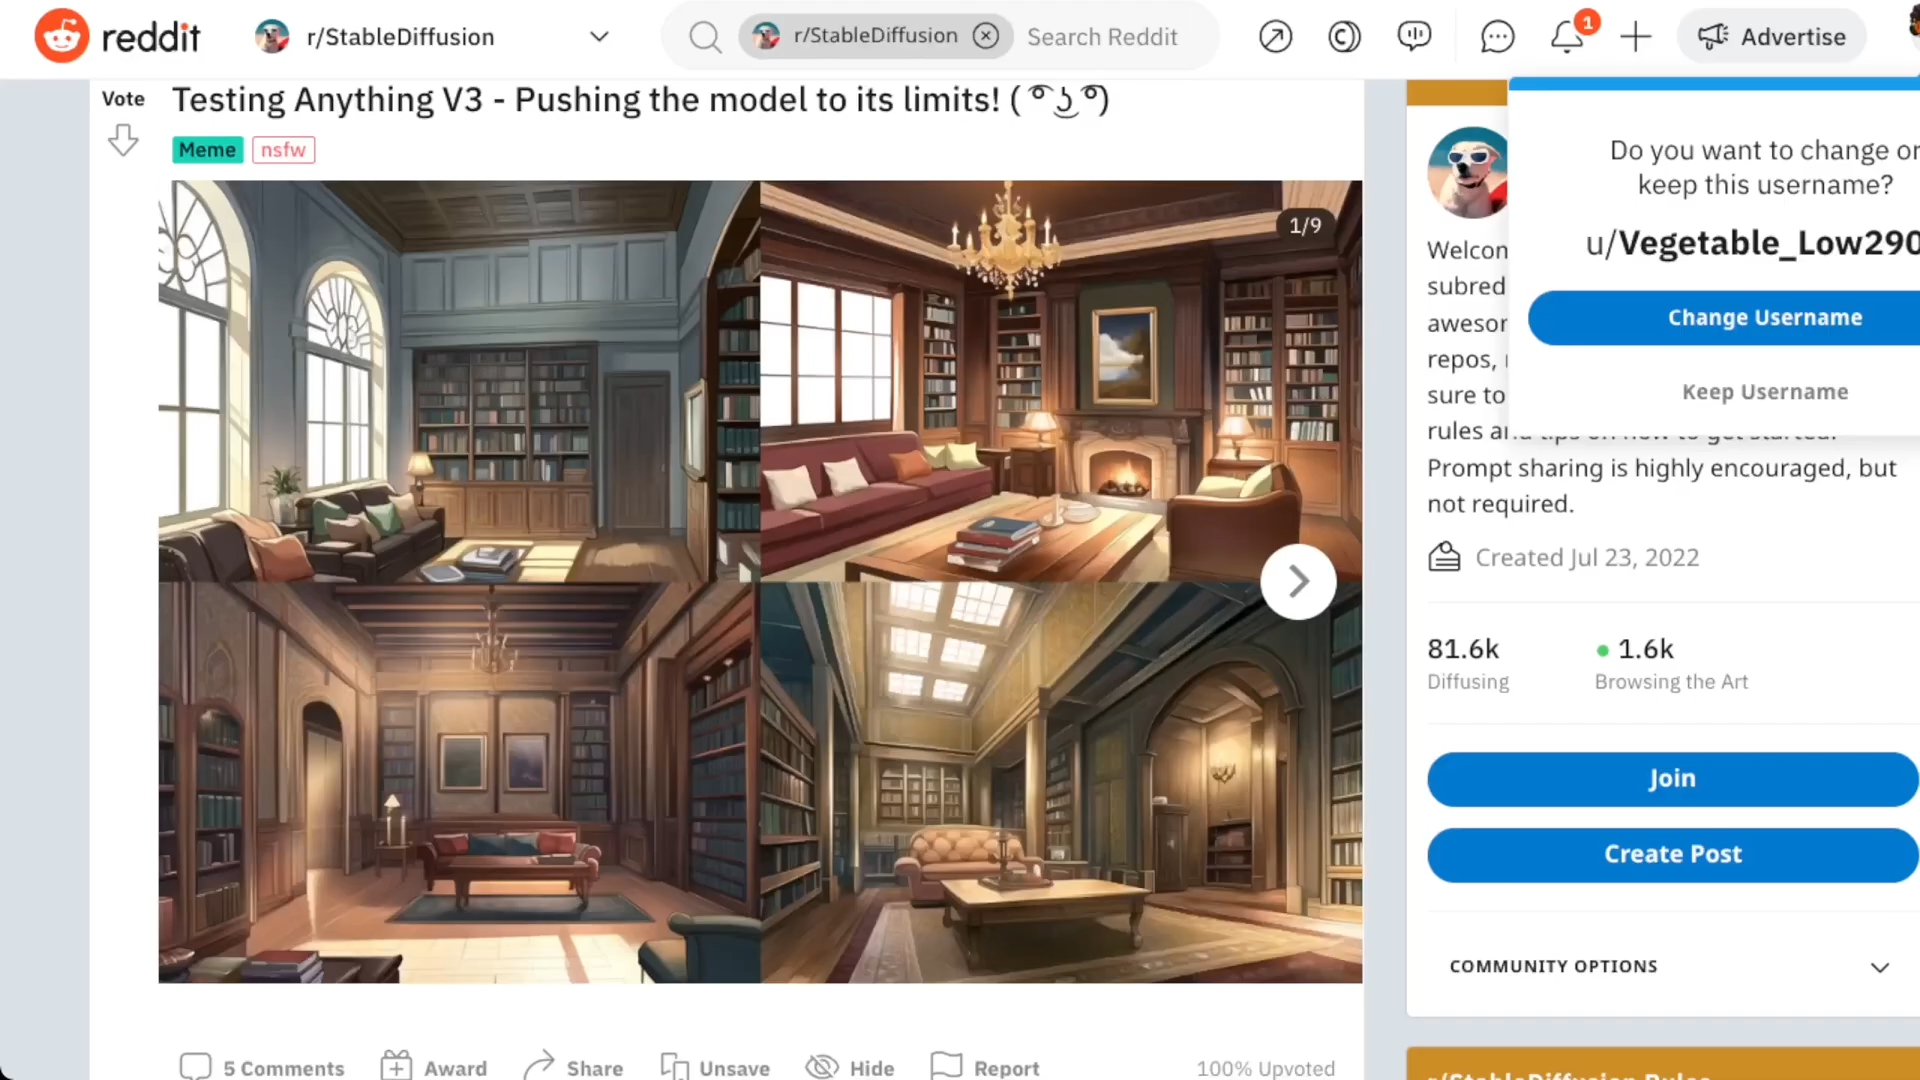 reddit
r/StableDiffusion
r/StableDiffusion
Search Reddit
1
Advertise
Vote
Testing Anything V3 - Pushing the model to its limits! ( ͡° ͜ʖ ͡°)
Meme
nsfw
1/9
Do you want to change or
keep this username?
u/Vegetable_Low290
Change Username
Keep Username
subred
repos,
sure to
rules
Prompt sharing is highly encouraged, but
not required.
Created Jul 23, 2022
81.6k
Diffusing
1.6k
Browsing the Art
Join
Create Post
COMMUNITY OPTIONS
5 Comments
Award
Share
Unsave
Hide
Report
100% Upvoted
r/StableDiffusion Rules